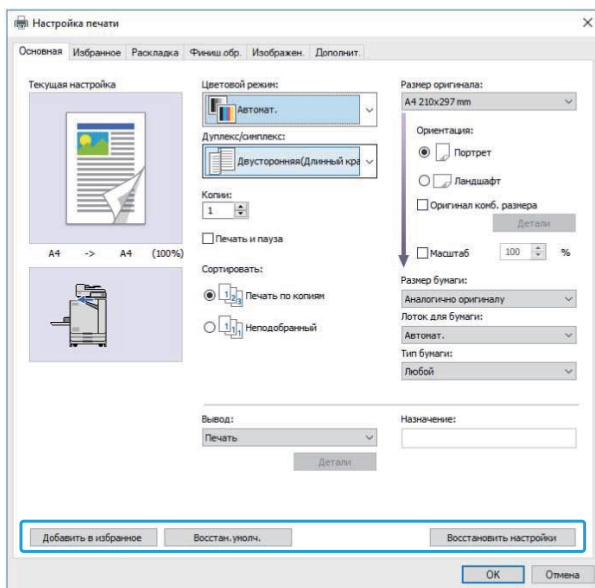 Настройка печати
Основная Избранное Раскладка Финиш.обр. Изображен. Дополнит.
Текущая настройка
A4 -> A4 (100%)
Цветовой режим:
Автомат.
Дуплекс/симплекс:
Двусторонняя(Длинный кра
Копии:
1
Печать и пауза
Сортировать:
Печать по копиям
Неподобранный
Размер оригинала:
A4 210x297 mm
Ориентация:
Портрет
Ландшафт
Оригинал комб. размера
Детали
Масштаб 100 %
Размер бумаги:
Аналогично оригиналу
Лоток для бумаги:
Автомат.
Тип бумаги:
Любой
Вывод:
Печать
Детали
Назначение:
Добавить в избранное Восстан.умолч. Восстановить настройки
OK Отмена